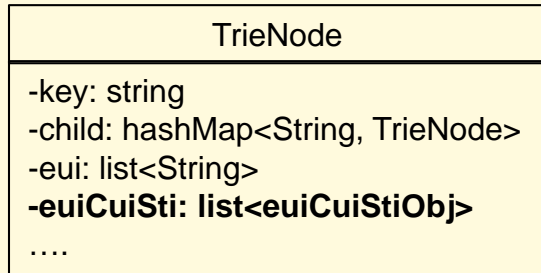 TrieNode
-key: string
-child: hashMap<String, TrieNode>
-eui: list<String>
-euiCuiSti: list<euiCuiStiObj>
….